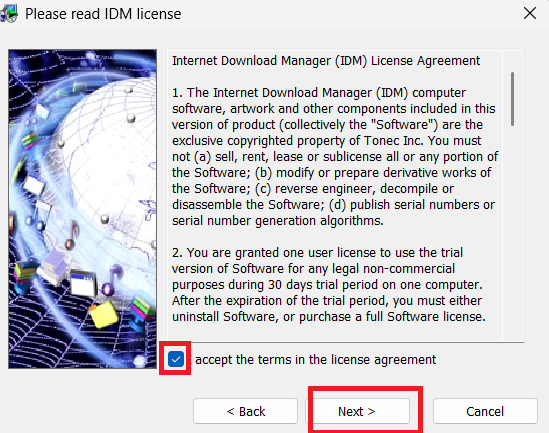 Please read IDM license
Internet Download Manager (IDM) License Agreement
1. The Internet Download Manager (IDM) computer
software, artwork and other components included in this
version of product (collectively the "Software") are the
exclusive copyrighted property of Tonec Inc. You must
not (a) sell, rent, lease or sublicense all or any portion of
the Software; (b) modify or prepare derivative works of
the Software; (c) reverse engineer, decompile or
disassemble the Software; (d) publish serial numbers or
serial number generation algorithms.
2. You are granted one user license to use the trial
version of Software for any legal non-commercial
purposes during 30 days trial period on one computer.
After the expiration of the trial period, you must either
uninstall Software, or purchase a full Software license.
accept the terms in the license agreement
< Back
Next >
Cancel